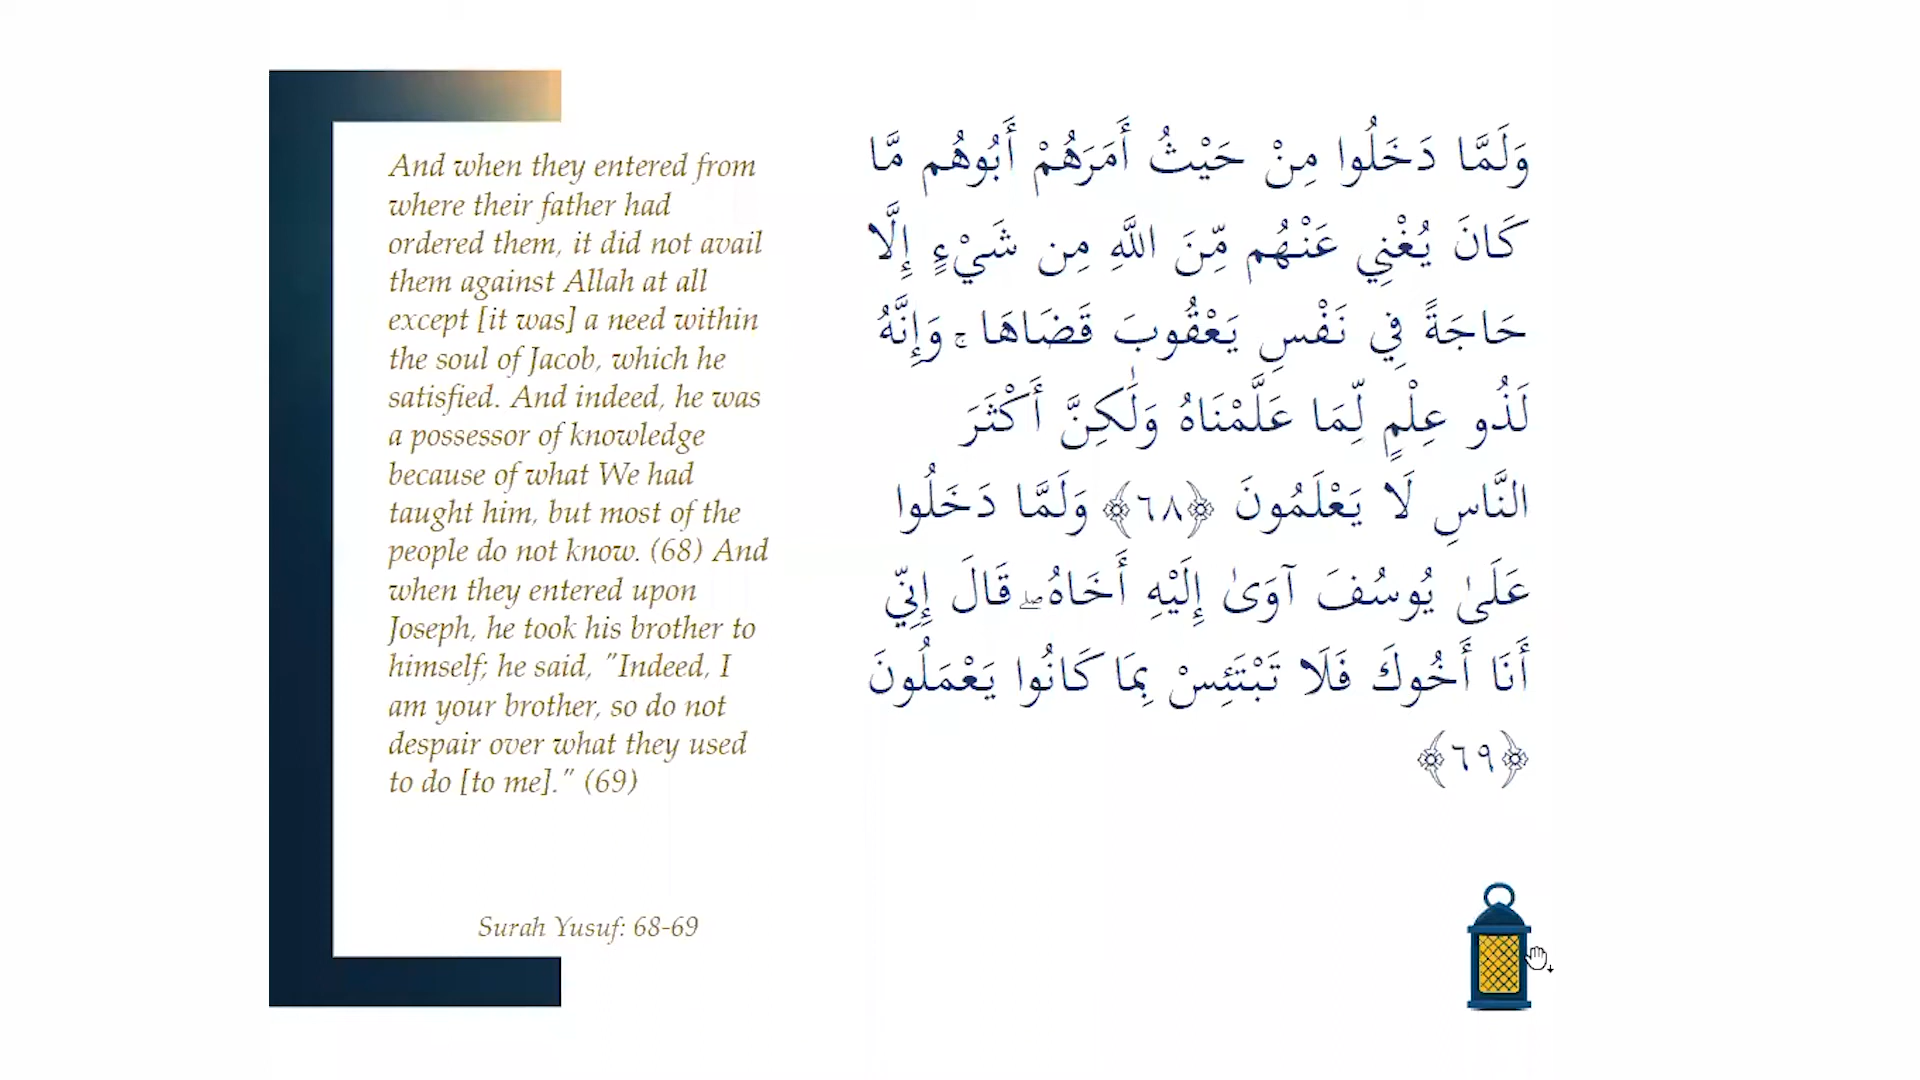 And when they entered from
where their father had
ordered them, it did not avail
them against Allah at all
except [it was] a need within
the soul of Jacob, which he
satisfied. And indeed, he was
a possessor of knowledge
because of what We had
taught him, but most of the
people do not know. (68) And
when they entered upon
Joseph, he took his brother to
himself; he said, "Indeed, I
am your brother, so do not
despair over what they used
to do [to me]." (69)
Surah Yusuf: 68-69
وَلَمَّا دَخَلُوا مِنْ حَيْثُ أَمَرَهُمْ أَبُوهُم مَّا
كَانَ يُغْنِي عَنْهُم مِّنَ اللَّهِ مِن شَيْءٍ إِلَّا
حَاجَةً فِي نَفْسِ يَعْقُوبَ قَضَاهَا ۚ وَإِنَّهُ
لَذُو عِلْمٍ لِّمَا عَلَّمْنَاهُ وَلَٰكِنَّ أَكْثَرَ
النَّاسِ لَا يَعْلَمُونَ ﴿٦٨﴾ وَلَمَّا دَخَلُوا
عَلَىٰ يُوسُفَ آوَىٰ إِلَيْهِ أَخَاهُ ۖ قَالَ إِنِّي
أَنَا أَخُوكَ فَلَا تَبْتَئِسْ بِمَا كَانُوا يَعْمَلُونَ
﴿٦٩﴾